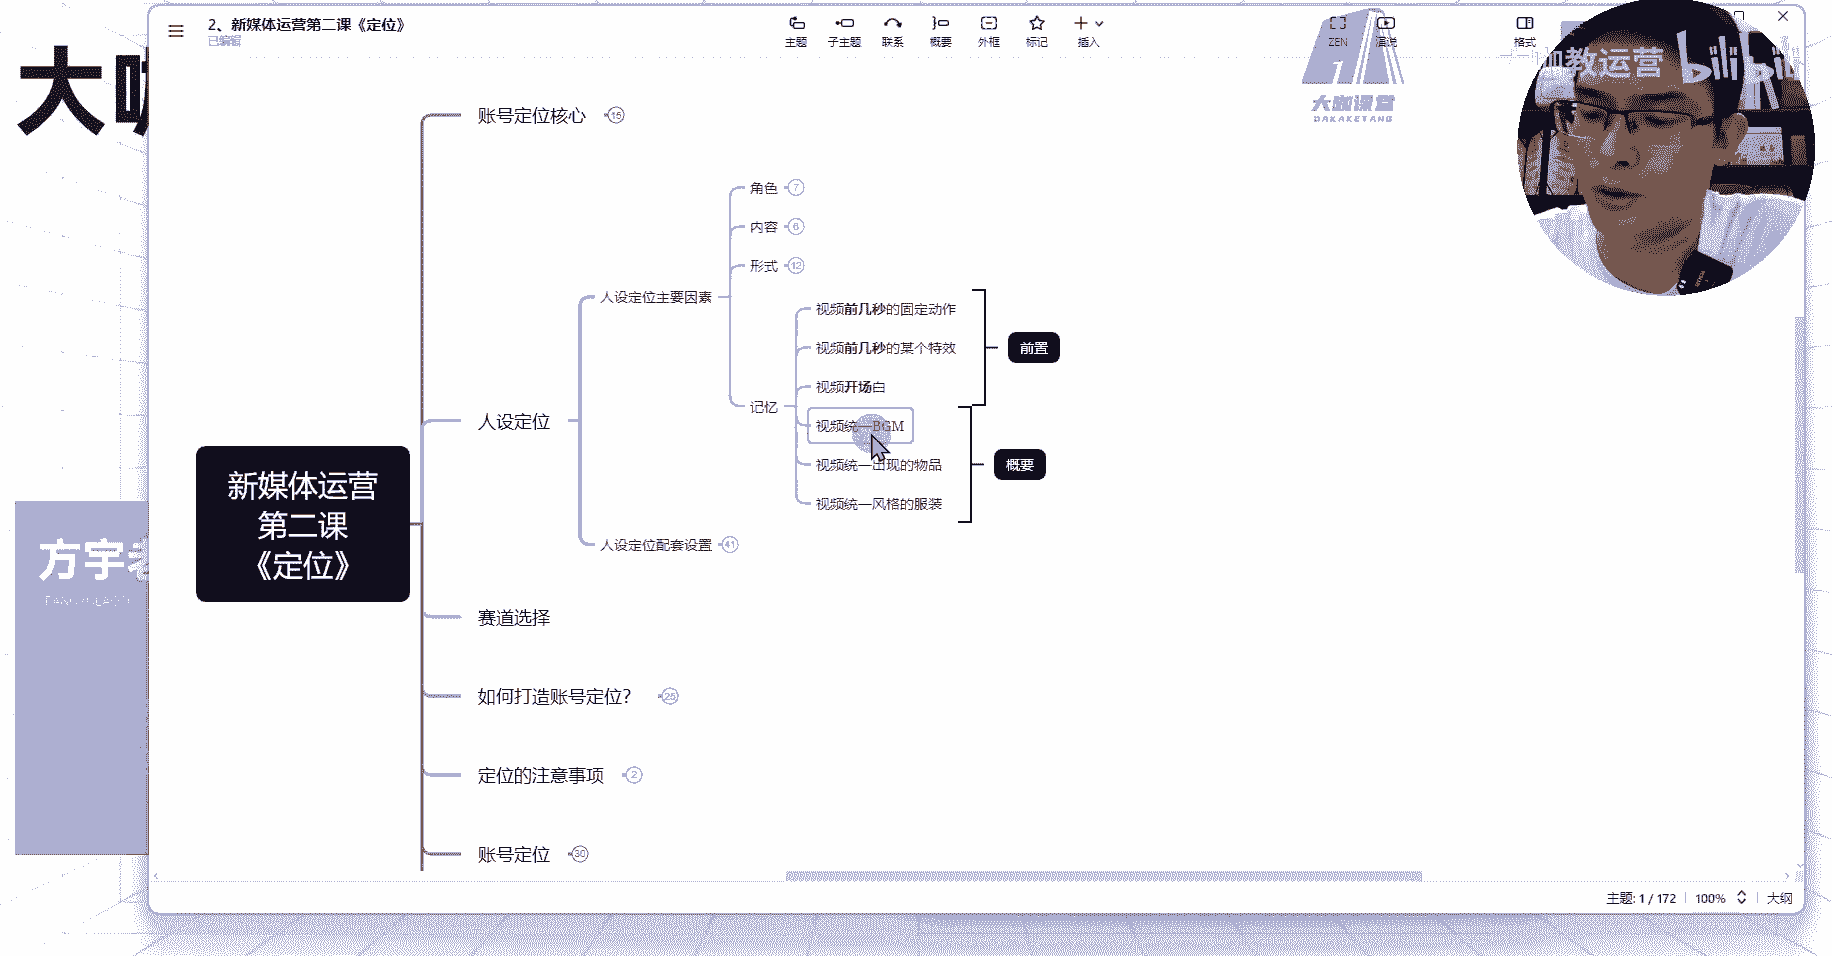 2、新媒体运营第二课《定位》
已编辑
主题
子主题
联系
概要
外框
标记
插入
ZEN
演说
格式
大咖课堂
DAKAKETANG
咖教运营
bilibili
大咖
方宇老
账号定位核心
15
角色
7
内容
6
形式
12
人设定位主要因素
视频前几秒的固定动作
视频前几秒的某个特效
视频开场白
前置
记忆
视频统一BGM
视频统一出现的物品
视频统一风格的服装
概要
人设定位
人设定位配套设置
41
新媒体运营
第二课
《定位》
赛道选择
如何打造账号定位？
25
定位的注意事项
2
账号定位
30
主题: 1 / 172
100%
大纲